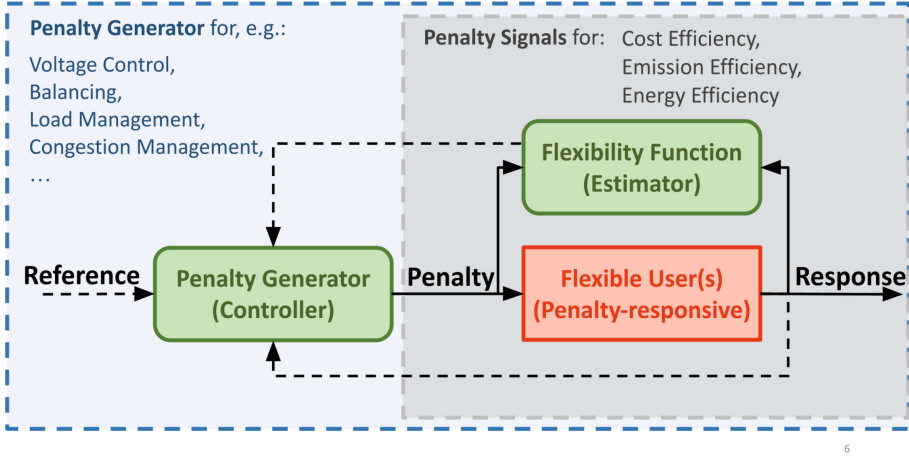 Penalty Generator for, e.g.:
Voltage Control,
Balancing,
Load Management,
Congestion Management,
...
Penalty Signals for: Cost Efficiency,
Emission Efficiency,
Energy Efficiency
Flexibility Function
(Estimator)
Reference
Penalty Generator
(Controller)
Penalty
Flexible User(s)
(Penalty-responsive)
Response
6